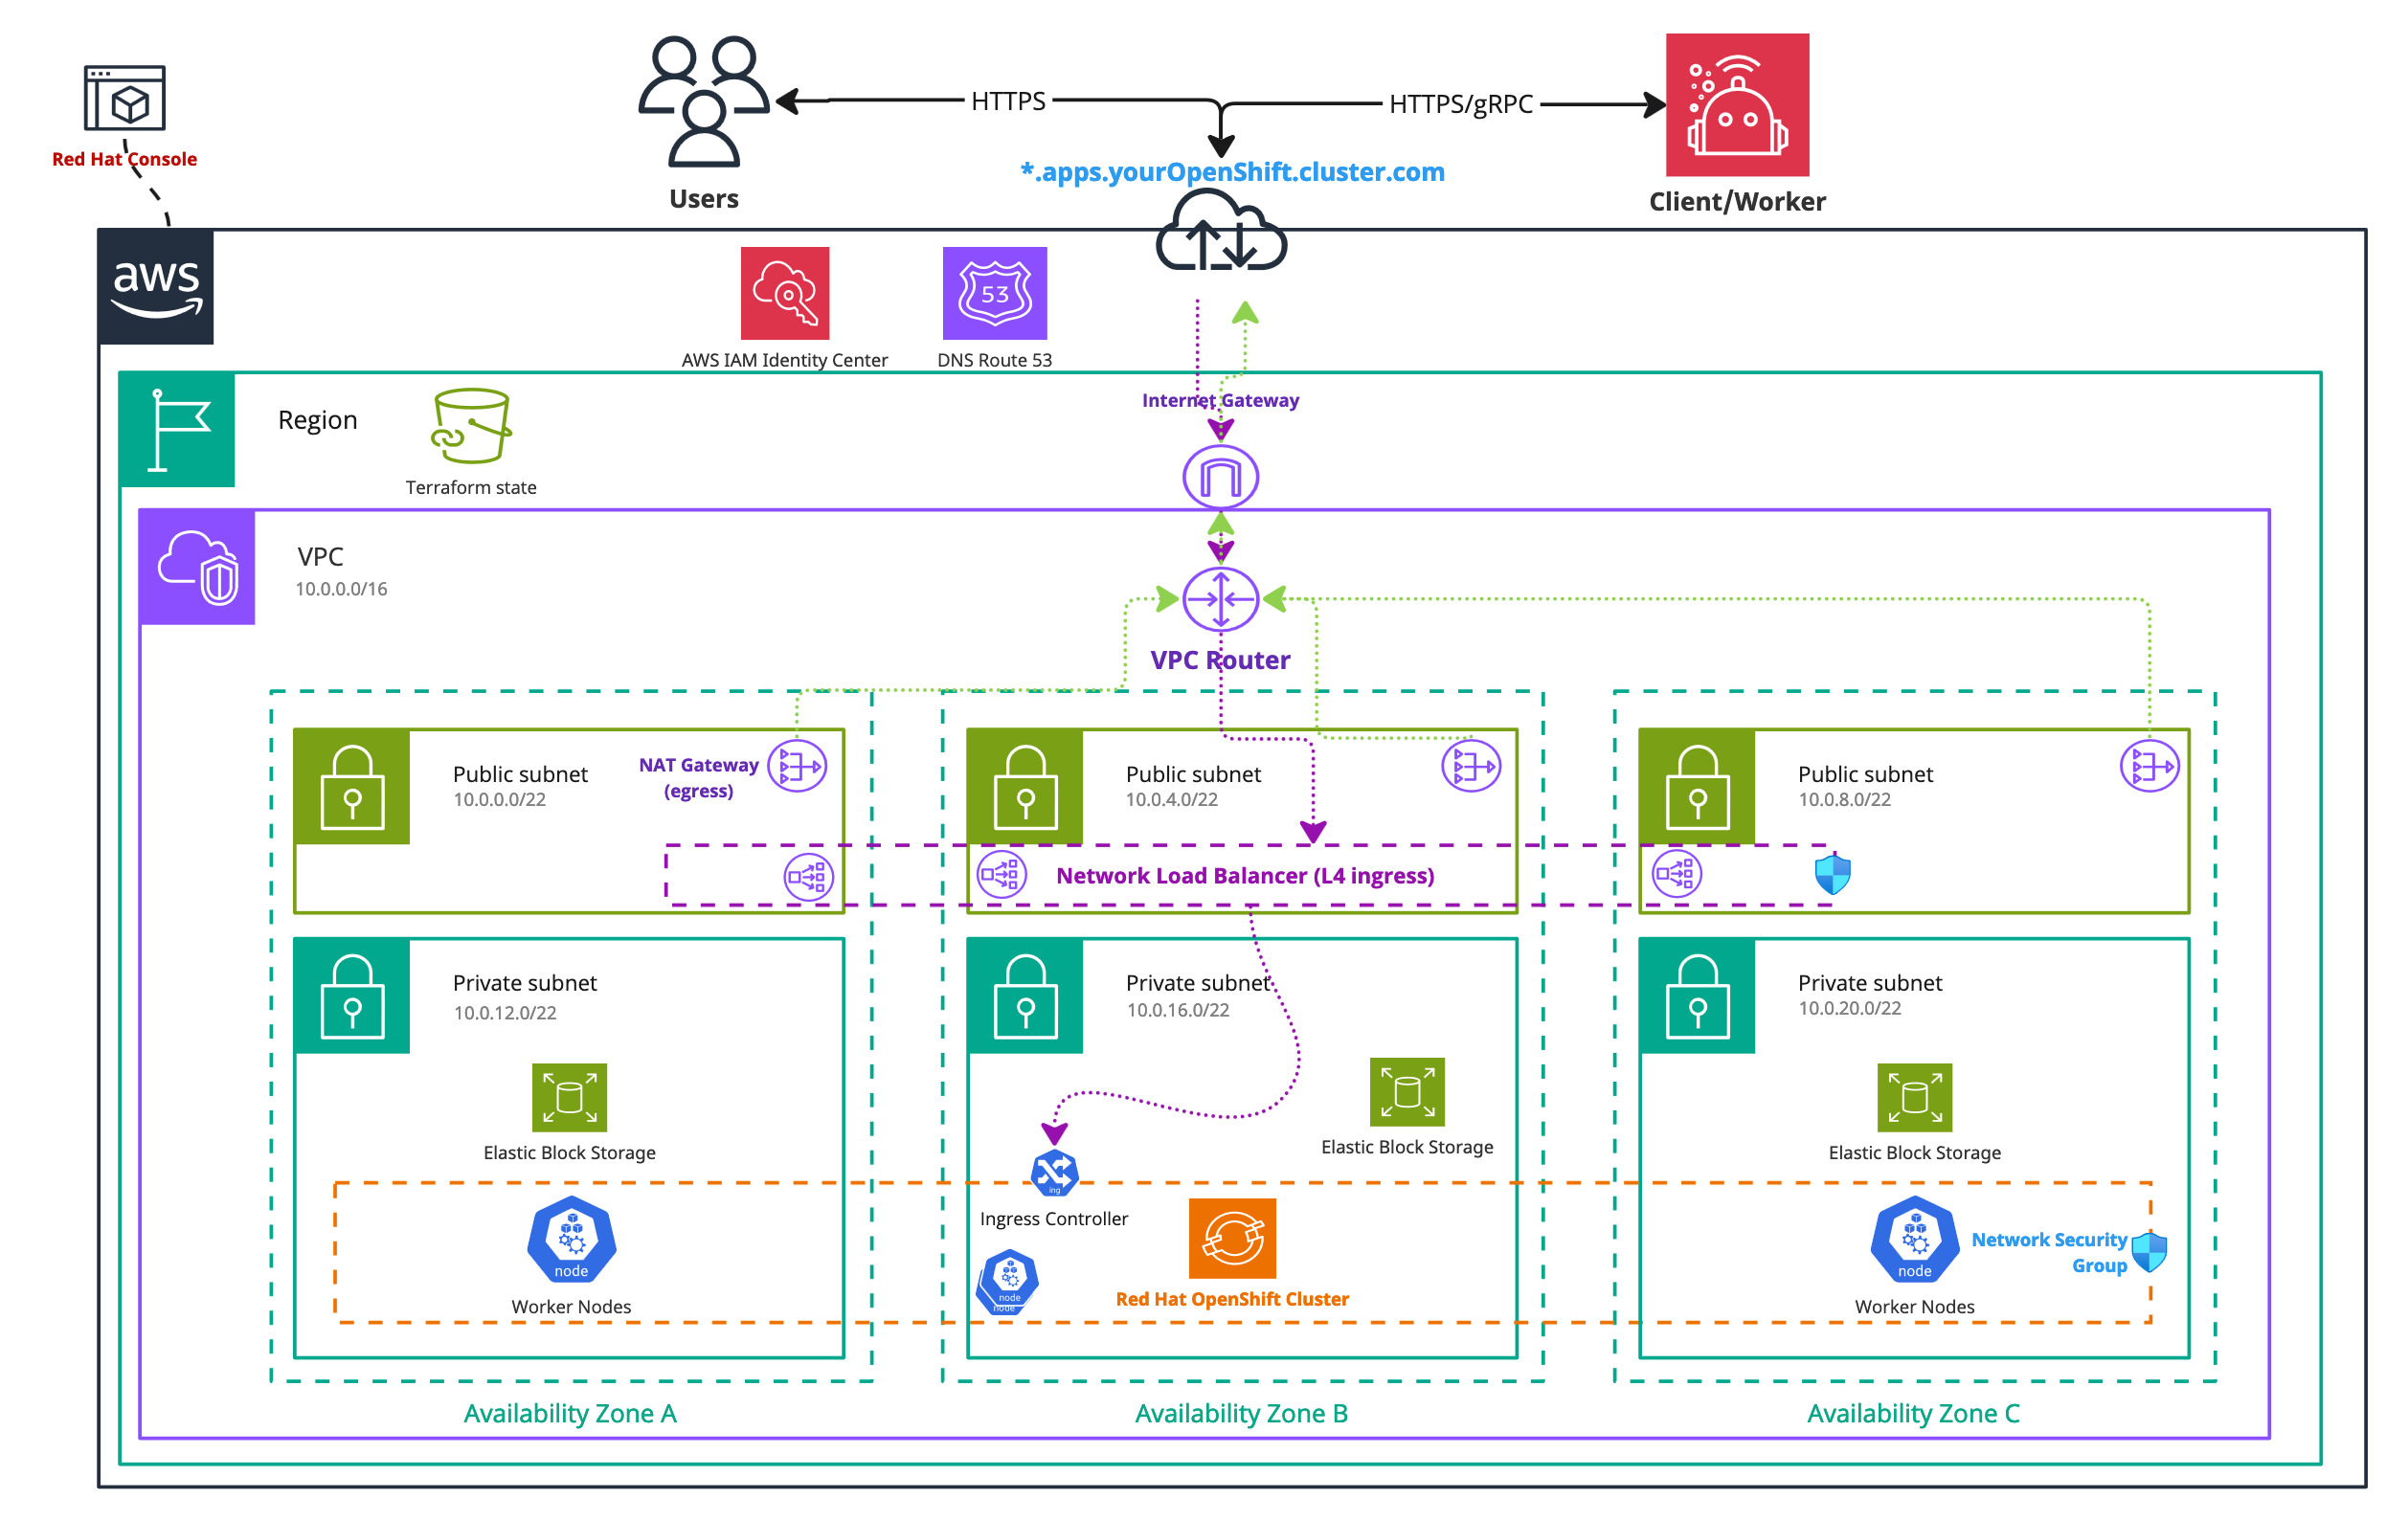 HTTPS
HTTPS/gRPC
Red Hat Console
*.apps.yourOpenShift.cluster.com
Users
Client/Worker
aws
53
AWS IAM Identity Center
DNS Route 53
Internet Gateway
Region
Terraform state
VPC
10.0.0.0/16
VPC Router
Public subnet
10.0.0.0/22
NAT Gateway
(egress)
Public subnet
10.0.4.0/22
Public subnet
10.0.8.0/22
Network Load Balancer (L4 ingress)
Private subnet
10.0.12.0/22
Private subnet
10.0.16.0/22
Private subnet
10.0.20.0/22
Elastic Block Storage
Elastic Block Storage
Elastic Block Storage
ing
Ingress Controller
node
Worker Nodes
node
node
Red Hat OpenShift Cluster
node
Worker Nodes
Network Security
Group
Availability Zone A
Availability Zone B
Availability Zone C